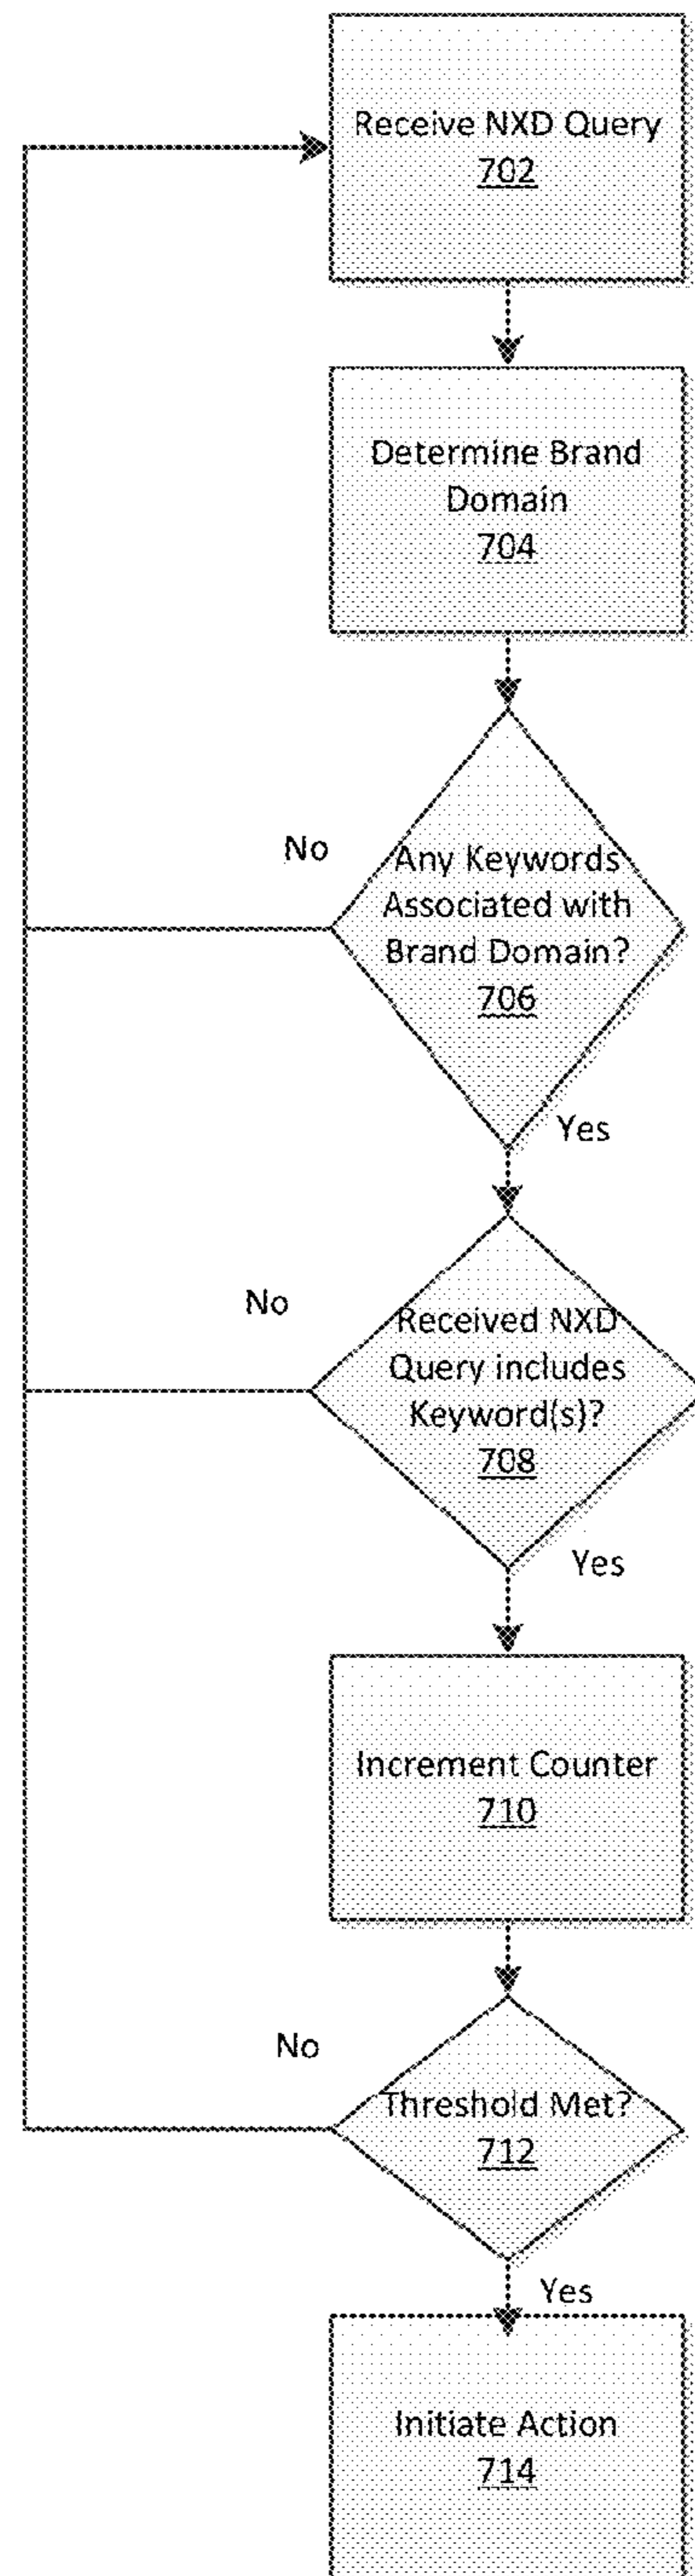 Receive NXD Query
702
Determine Brand
Domain
704
No
Any Keywords
Associated with
Brand Domain?
706
Yes
No
Received NXD
Query includes
Keyword(s)?
708
Yes
Increment Counter
710
No
Threshold Met?
712
Yes
Initiate Action
714